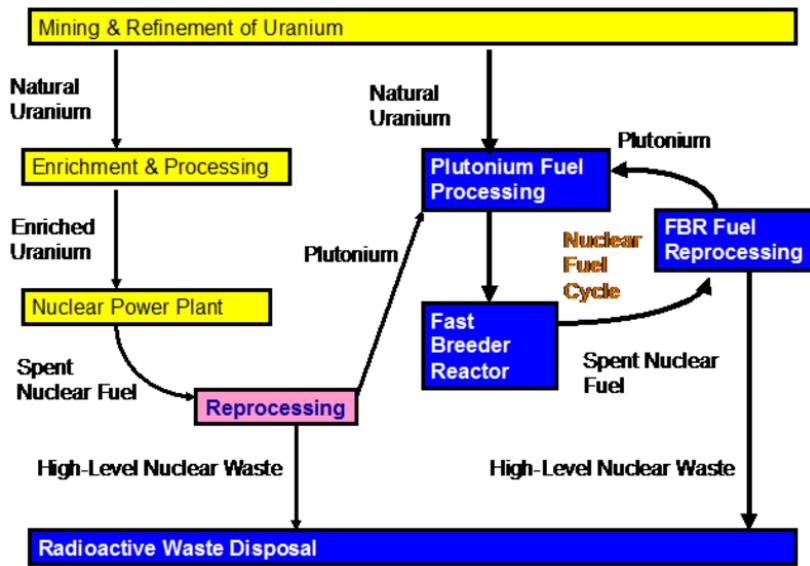 Mining & Refinement of Uranium
Natural
Uranium
Natural
Uranium
Plutonium
Enrichment & Processing
Plutonium Fuel
Processing
Enriched
Uranium
Plutonium
Nuclear
Fuel
Cycle
FBR Fuel
Reprocessing
Nuclear Power Plant
Fast
Breeder
Reactor
Spent
Nuclear Fuel
Spent Nuclear
Fuel
Reprocessing
High-Level Nuclear Waste
High-Level Nuclear Waste
Radioactive Waste Disposal